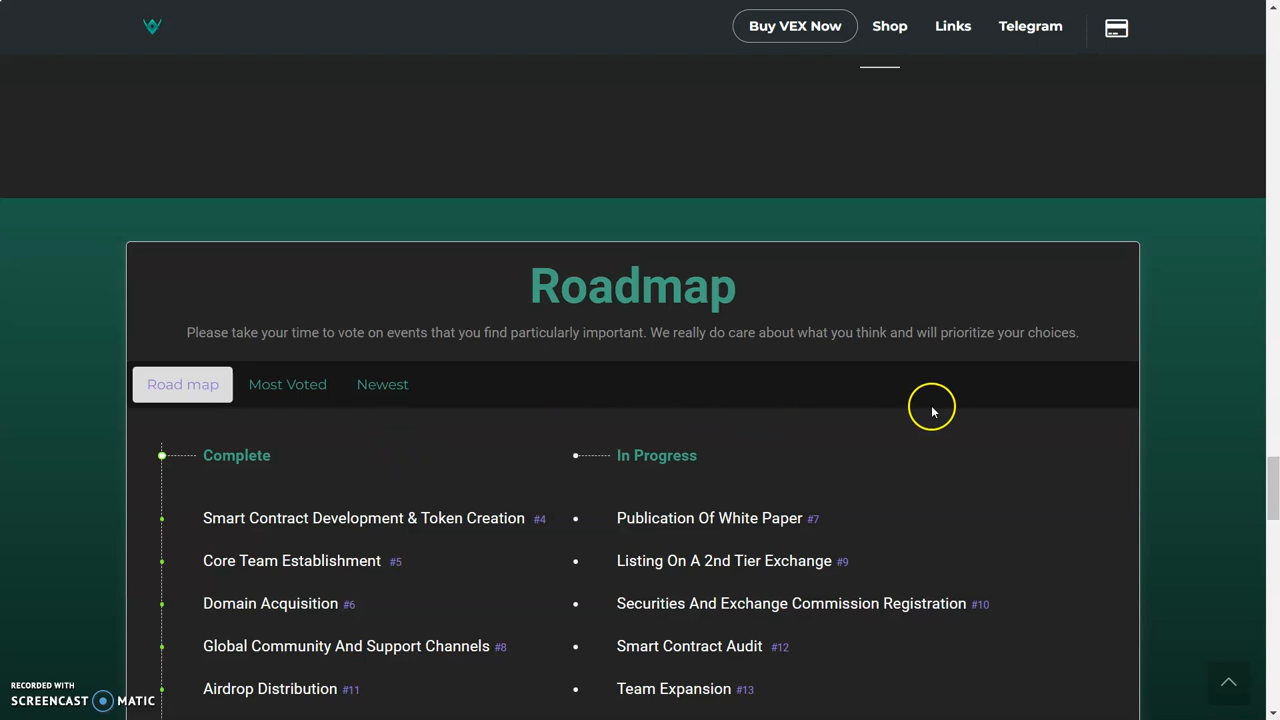 Buy VEX Now Shop Links Telegram
Roadmap
Please take your time to vote on events that you find particularly important. We really do care about what you think and will prioritize your choices.
Road map Most Voted Newest
Complete
Smart Contract Development & Token Creation #4
Core Team Establishment #5
Domain Acquisition #6
Global Community And Support Channels #8
Airdrop Distribution #11
In Progress
Publication Of White Paper #7
Listing On A 2nd Tier Exchange #9
Securities And Exchange Commission Registration #10
Smart Contract Audit #12
Team Expansion #13
RECORDED WITH
SCREENCAST MATIC